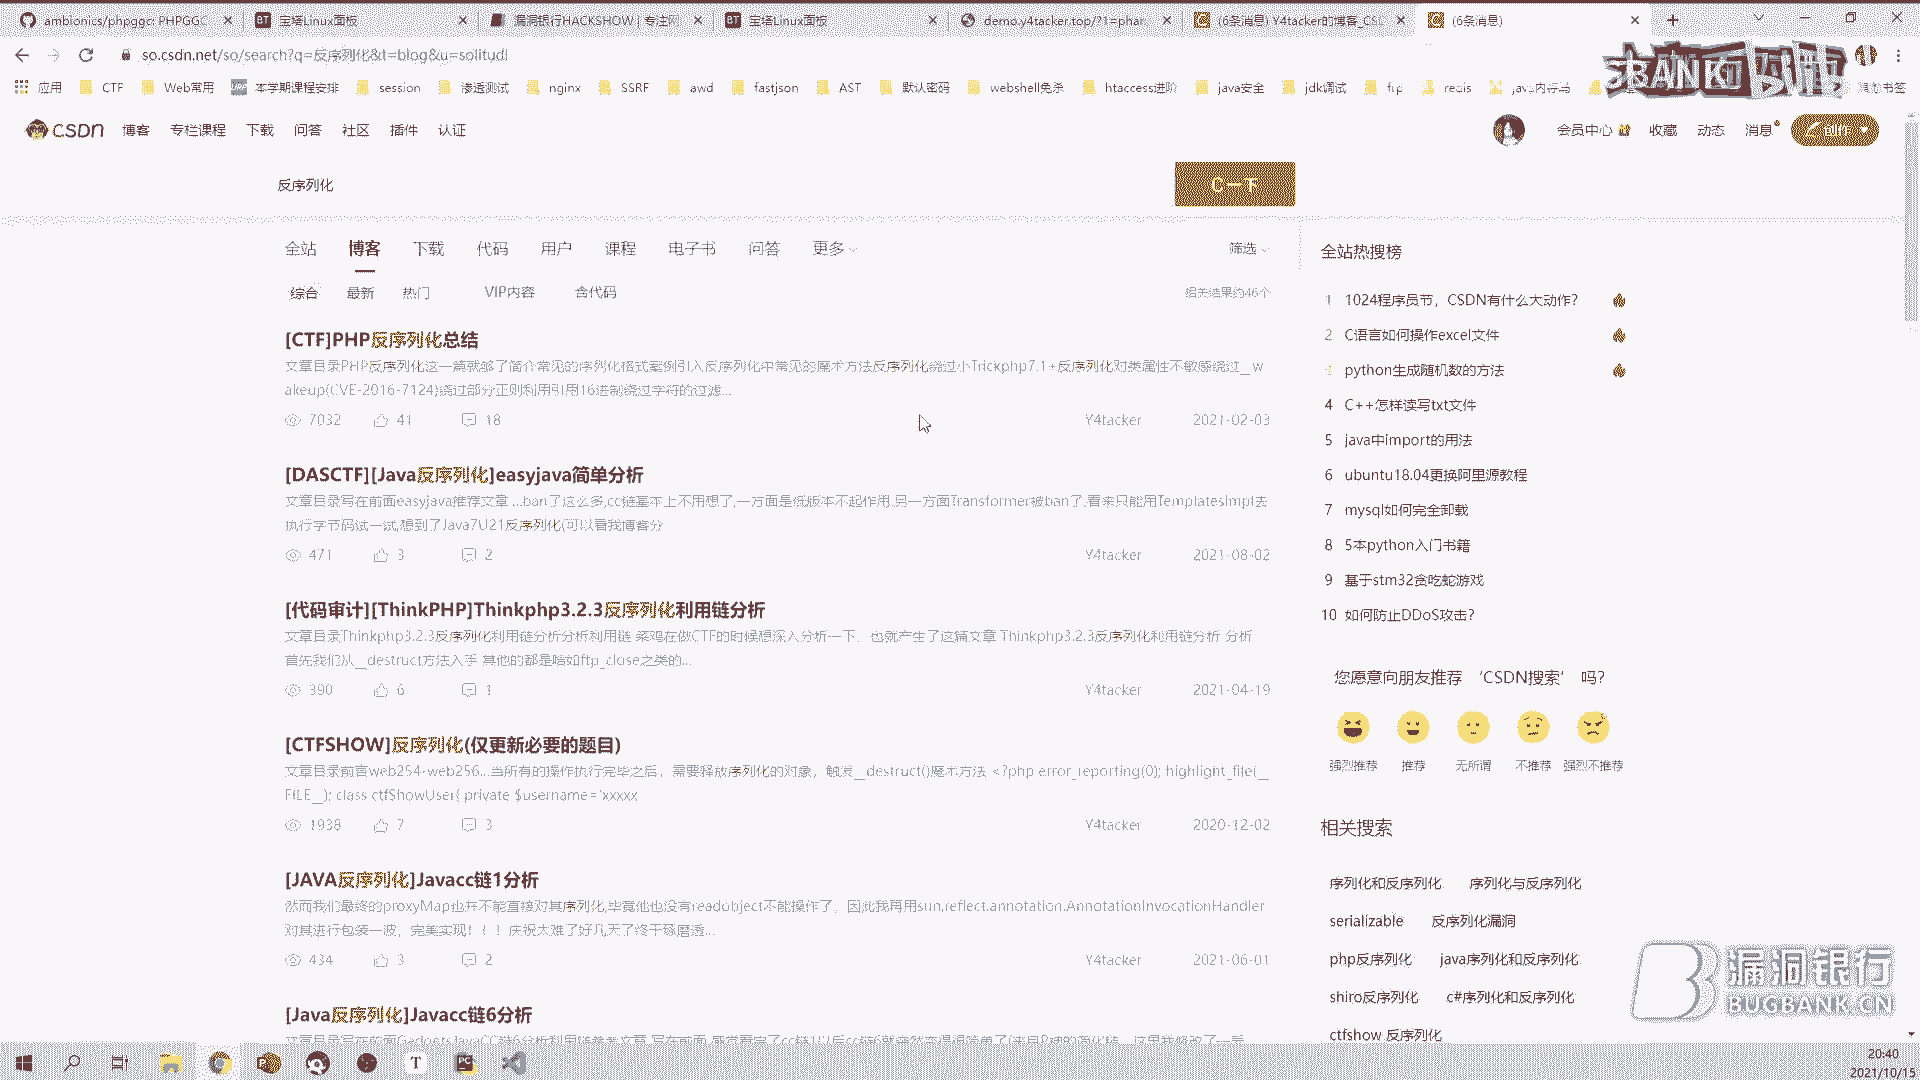 ambionics/phpggc: PHPGGC
宝塔Linux面板
漏洞银行HACKSHOW | 专注网
宝塔Linux面板
demo.y4tacker.top/?1=phar
(6条消息) Y4tacker的博客_CSD
(6条消息)
so.csdn.net/so/search?q=反序列化&t=blog&u=solitudi
应用 CTF Web常用 本学期课程安排 session 渗透测试 nginx SSRF awd fastjson AST 默认密码 webshell免杀 htaccess进阶 java安全 jdk调试 ftp redis java内存马 其他书签
BANK
CSDN 博客 专栏课程 下载 问答 社区 插件 认证 会员中心 收藏 动态 消息 创作
反序列化 C一下
全站 博客 下载 代码 用户 课程 电子书 问答 更多 筛选
综合 最新 热门 VIP内容 含代码 相关结果约46个
[CTF]PHP反序列化总结
文章目录PHP反序列化这一篇就够了简介常见的序列化格式案例引入反序列化中常见的魔术方法反序列化绕过小Trickphp7.1+反序列化对类属性不敏感绕过__w
akeup(CVE-2016-7124)绕过部分正则利用引用16进制绕过字符的过滤...
7032 41 18 Y4tacker 2021-02-03
[DASCTF][Java反序列化]easyjava简单分析
文章目录写在前面easyjava推荐文章 ...ban了这么多,cc链基本上不用想了,一方面是低版本不起作用,另一方面Transformer被ban了,看来只能用TemplatesImpl去
执行字节码试一试,想到了Java7U21反序列化(可以看我博客分
471 3 2 Y4tacker 2021-08-02
[代码审计][ThinkPHP]Thinkphp3.2.3反序列化利用链分析
文章目录Thinkphp3.2.3反序列化利用链分析分析利用链 菜鸡在做CTF的时候想深入分析一下，也就产生了这篇文章 Thinkphp3.2.3反序列化利用链分析 分析
首先我们从__destruct方法入手 其他的都是啥如ftp_close之类的...
390 6 1 Y4tacker 2021-04-19
[CTFSHOW]反序列化(仅更新必要的题目)
文章目录前言web254-web256...当所有的操作执行完毕之后，需要释放序列化的对象，触发__destruct()魔术方法 <?php error_reporting(0); highlight_file(__
FILE__); class ctfShowUser{ private $username='xxxxx
1938 7 3 Y4tacker 2020-12-02
[JAVA反序列化]Javacc链1分析
然而我们最终的proxyMap也并不能直接对其序列化,毕竟他也没有readobject不能操作了，因此我再用sun.reflect.annotation.AnnotationInvocationHandler
对其进行包装一波，完美实现！！！庆祝太难了好几天了终于琢磨透...
434 3 2 Y4tacker 2021-06-01
[Java反序列化]Javacc链6分析
全站热搜榜
1 1024程序员节，CSDN有什么大动作?
2 C语言如何操作excel文件
3 python生成随机数的方法
4 C++怎样读写txt文件
5 java中import的用法
6 ubuntu18.04更换阿里源教程
7 mysql如何完全卸载
8 5本python入门书籍
9 基于stm32贪吃蛇游戏
10 如何防止DDoS攻击?
您愿意向朋友推荐 ‘CSDN搜索’ 吗?
强烈推荐 推荐 无所谓 不推荐 强烈不推荐
相关搜索
序列化和反序列化 序列化与反序列化
serializable 反序列化漏洞
php反序列化 java序列化和反序列化
shiro反序列化 c#序列化和反序列化
ctfshow 反序列化
漏洞银行
BUGBANK.CN
20:40
2021/10/15